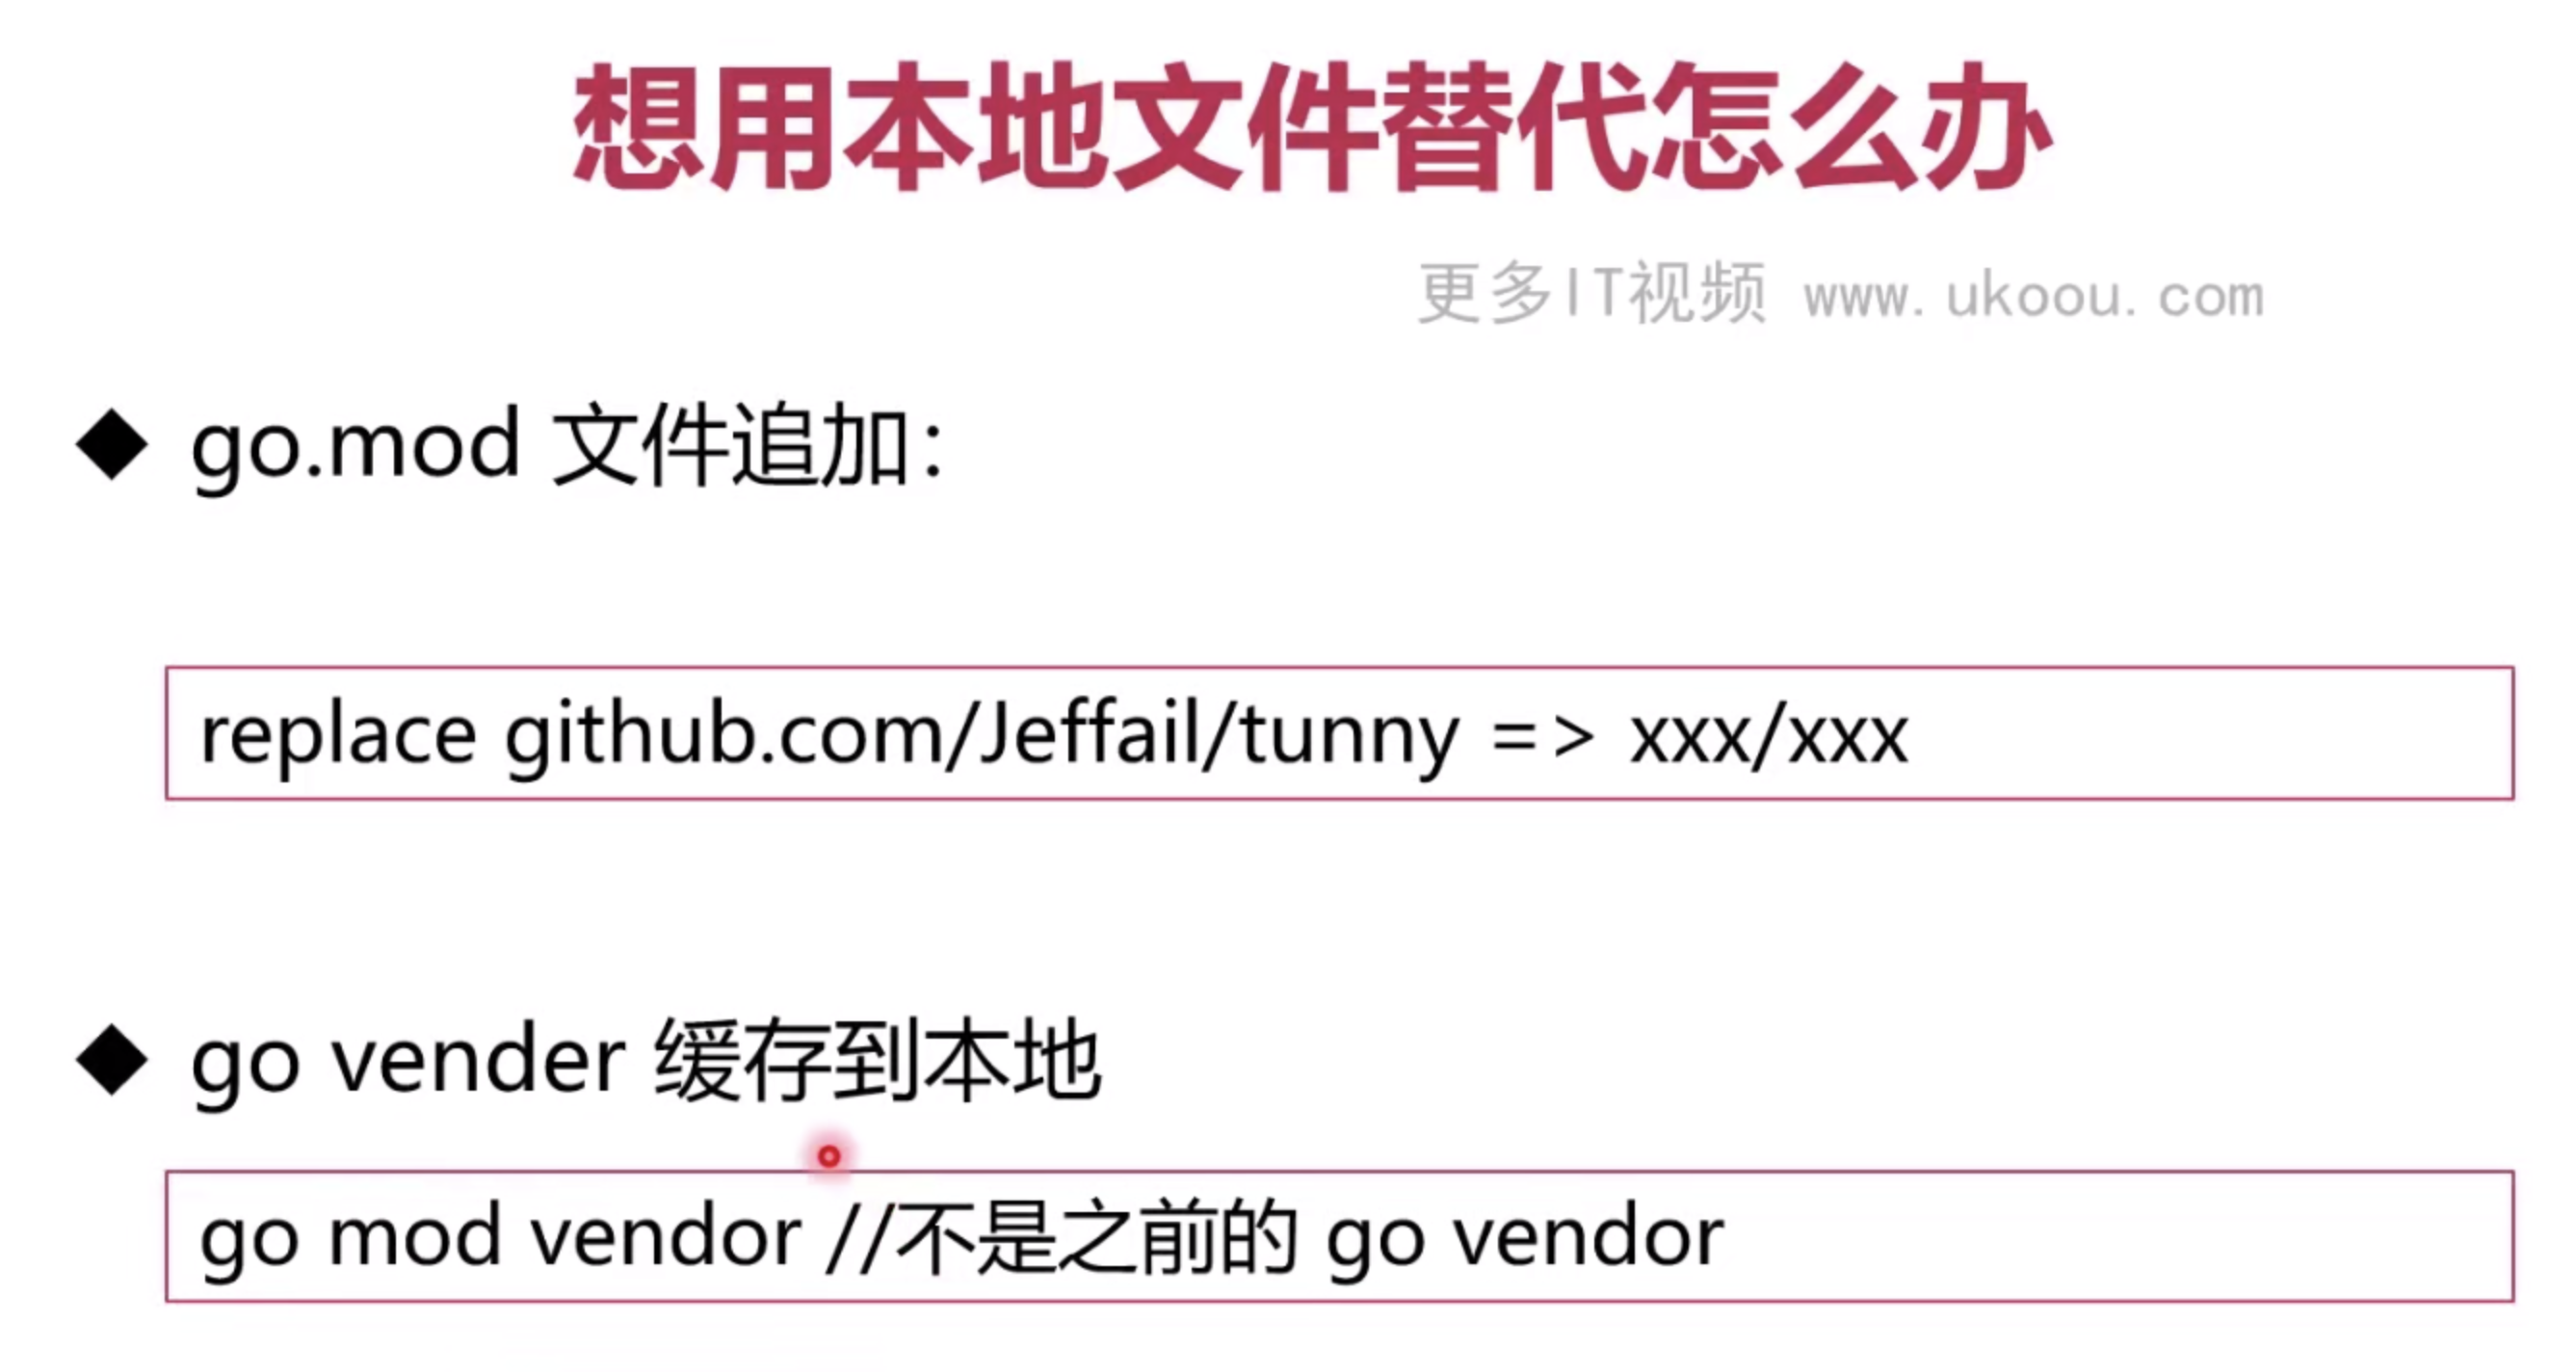 想用本地文件替代怎么办
更多IT视频 www.ukoou.com
◆ go.mod 文件追加：
replace github.com/Jeffail/tunny => xxx/xxx
◆ go vender 缓存到本地
go mod vendor //不是之前的 go vendor